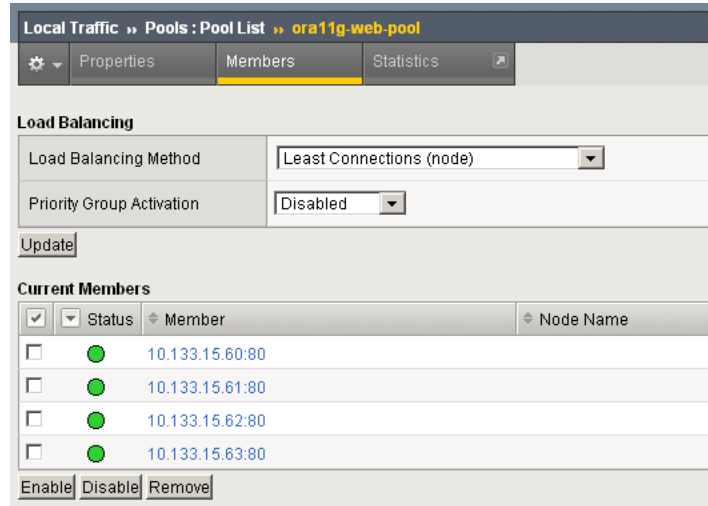 Local Traffic » Pools : Pool List » ora11g-web-pool
Properties Members Statistics
Load Balancing
Load Balancing Method Least Connections (node)
Priority Group Activation Disabled
Update
Current Members
Status Member Node Name
10.133.15.60:80
10.133.15.61:80
10.133.15.62:80
10.133.15.63:80
Enable Disable Remove